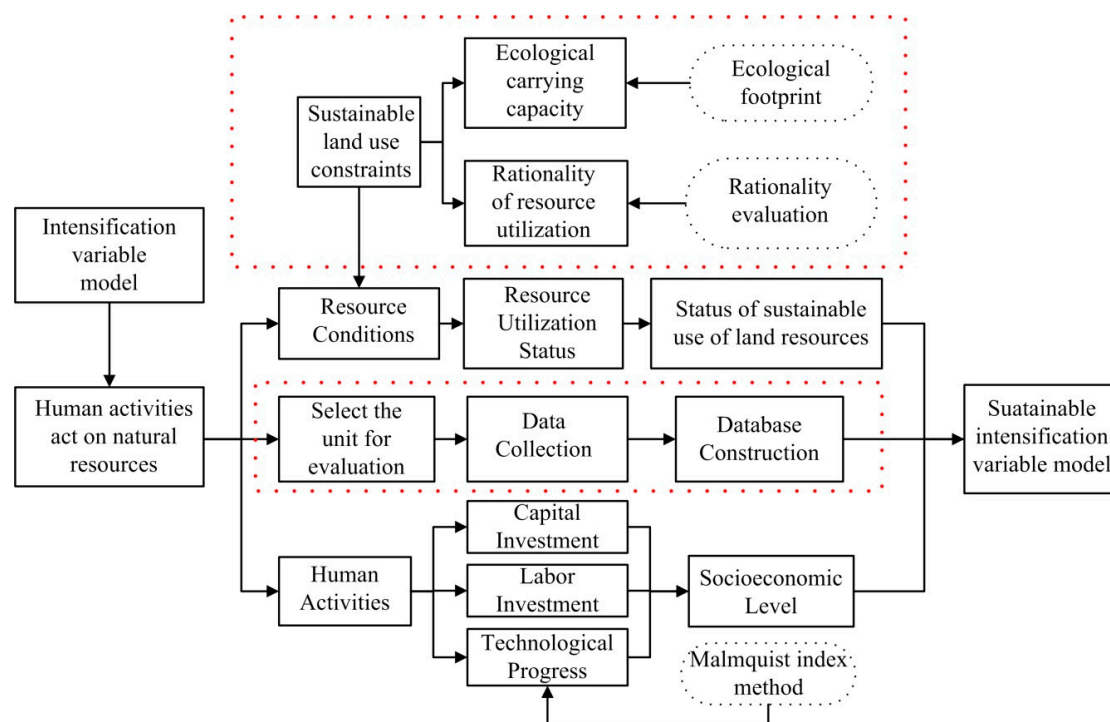 Ecological
carrying
capacity
Ecological
footprint
Sustainable
land use
constraints
Rationality
of resource
utilization
Rationality
evaluation
Intensification
variable
model
Resource
Conditions
Resource
Utilization
Status
Status of sustainable
use of land resources
Human activities
act on natural
resources
Select the
unit for
evaluation
Data
Collection
Database
Construction
Suatainable
intensification
variable model
Capital
Investment
Human
Activities
Labor
Investment
Socioeconomic
Level
Technological
Progress
Malmquist index
method